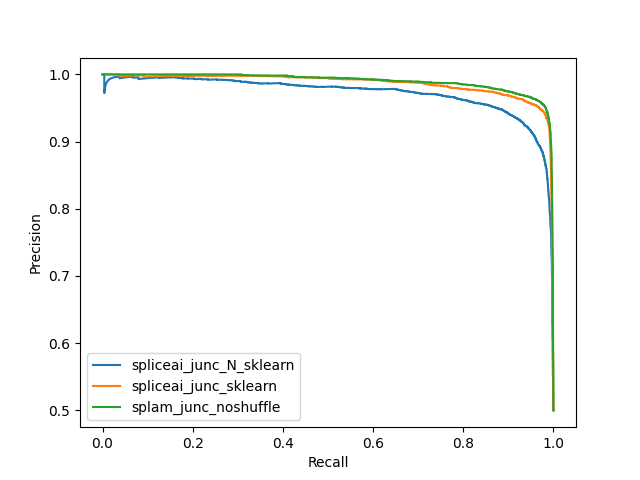 1.0
0.9
0.8
0.7
0.6
0.5
Precision
spliceai_junc_N_sklearn
spliceai_junc_sklearn
splam_junc_noshuffle
0.0 0.2 0.4 0.6 0.8 1.0
Recall